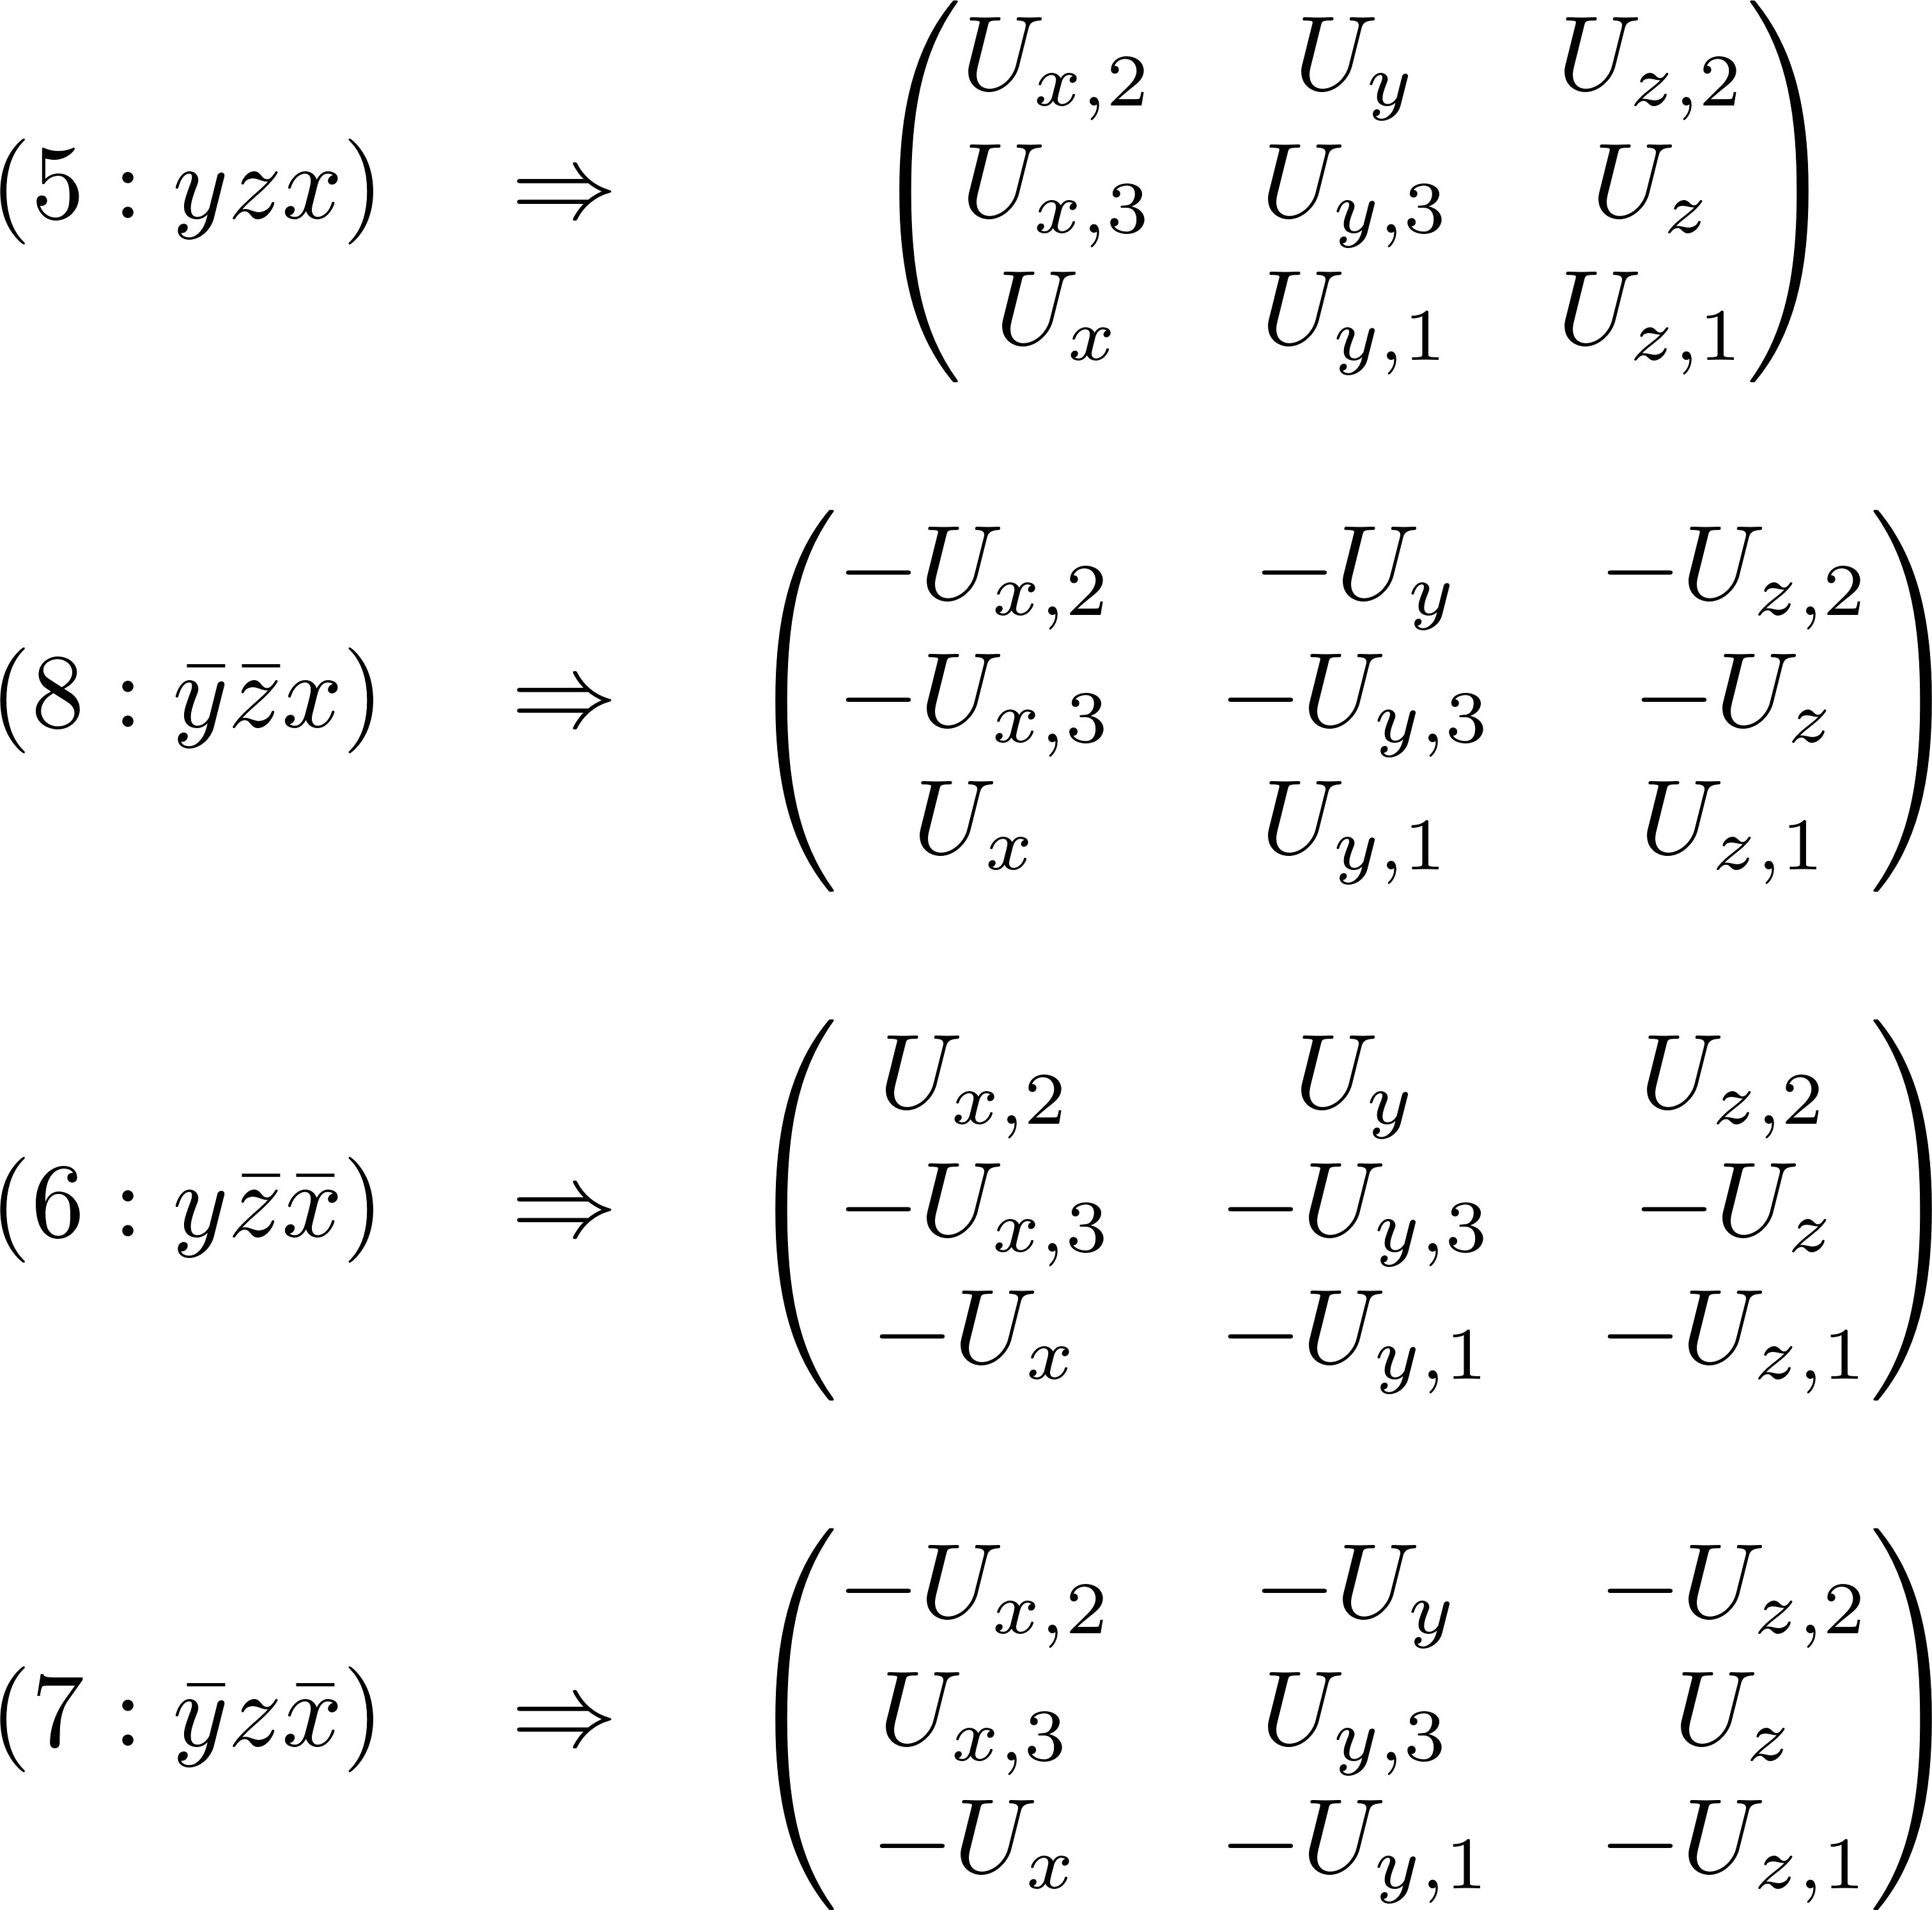 U_{x,2} U_y U_{z,2}
(5 : yzx) ⇒ U_{x,3} U_{y,3} U_z
U_x U_{y,1} U_{z,1}
−U_{x,2} −U_y −U_{z,2}
(8 : y̅z̅x) ⇒ −U_{x,3} −U_{y,3} −U_z
U_x U_{y,1} U_{z,1}
U_{x,2} U_y U_{z,2}
(6 : yz̅x̅) ⇒ −U_{x,3} −U_{y,3} −U_z
−U_x −U_{y,1} −U_{z,1}
−U_{x,2} −U_y −U_{z,2}
(7 : y̅zx̅) ⇒ U_{x,3} U_{y,3} U_z
−U_x −U_{y,1} −U_{z,1}